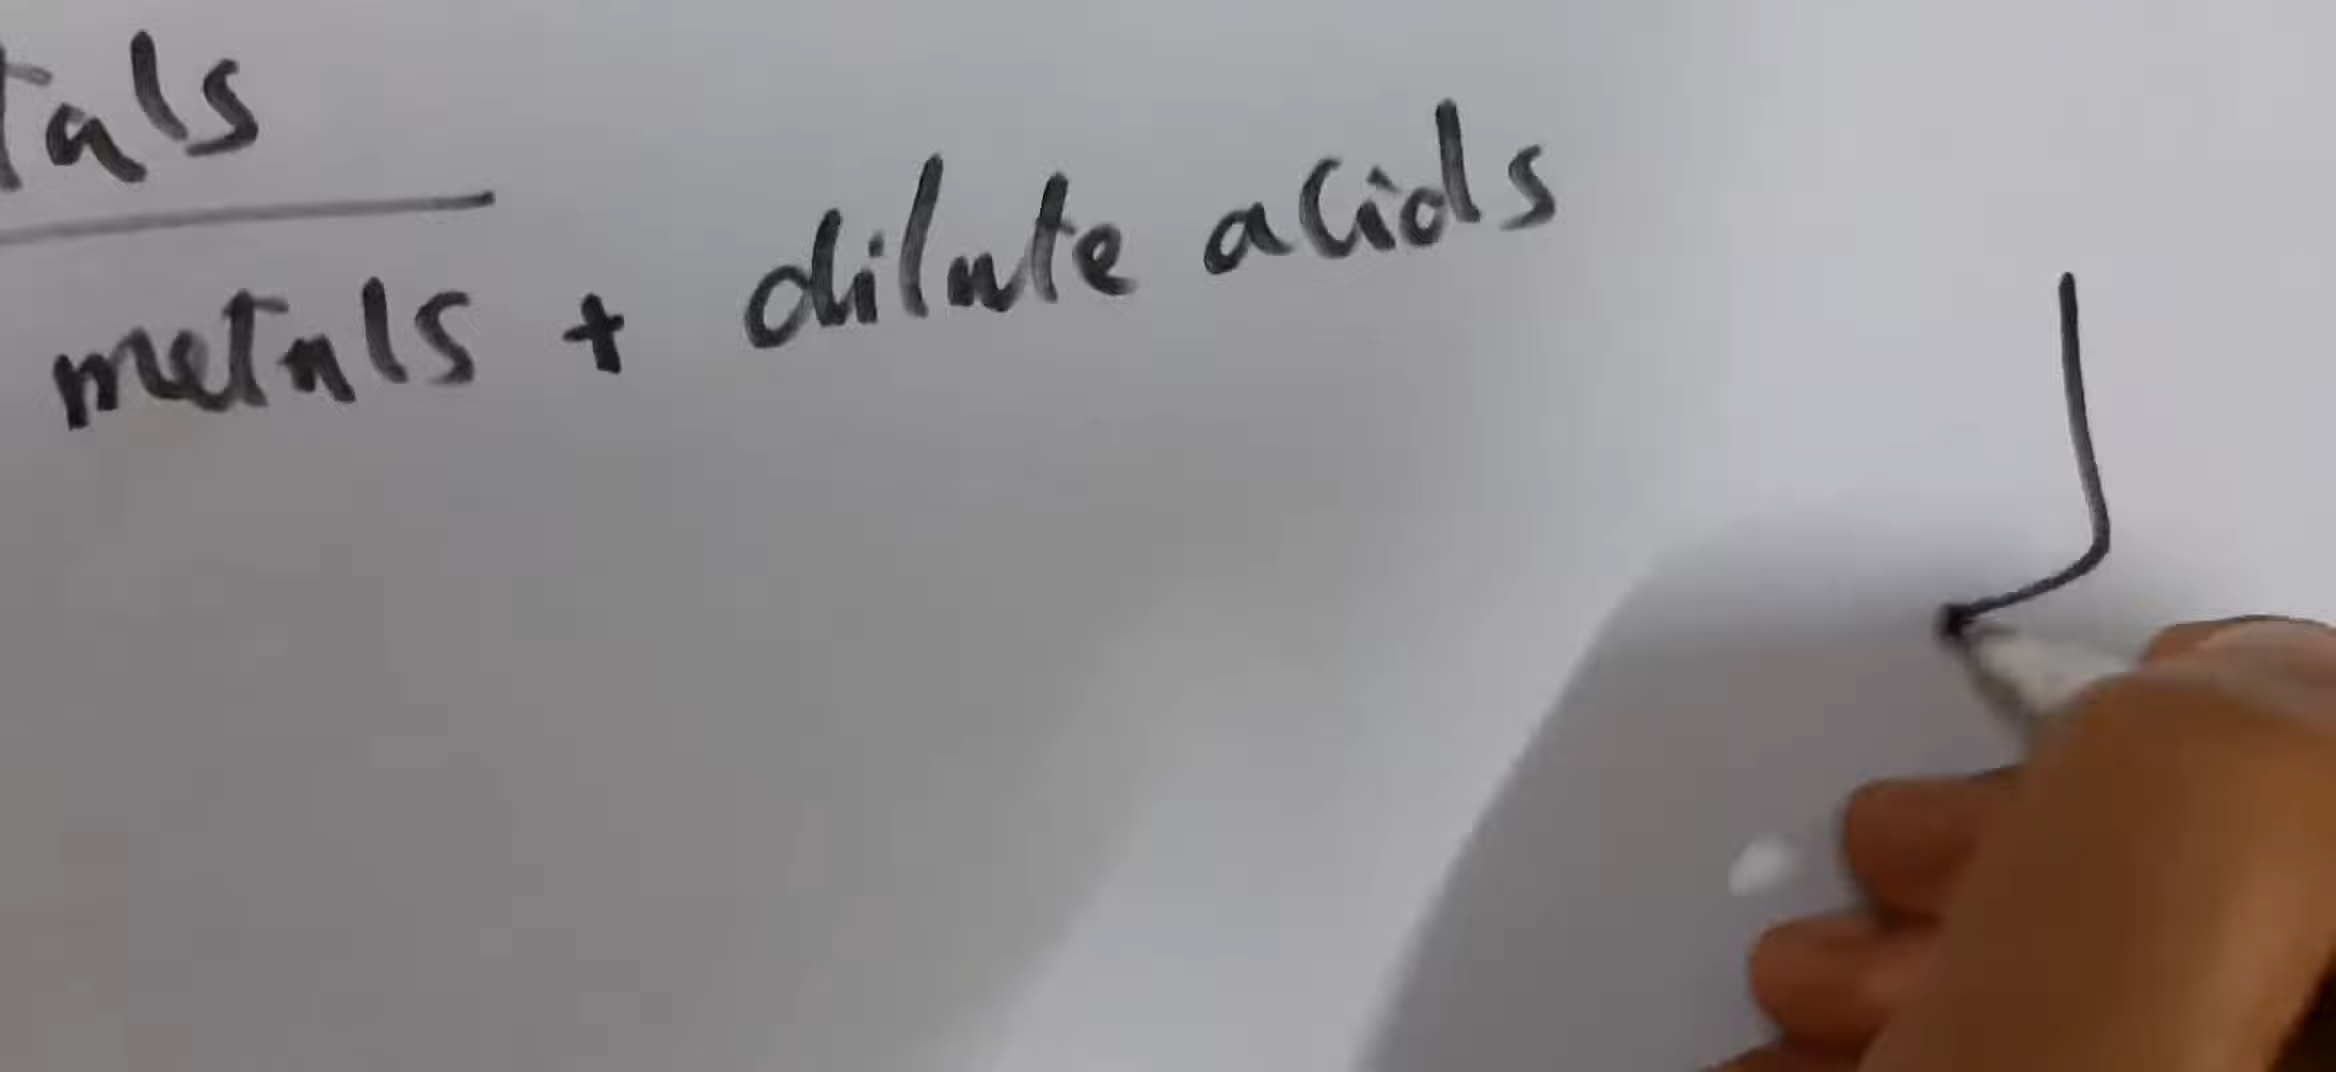 tals
metals + dilute acids